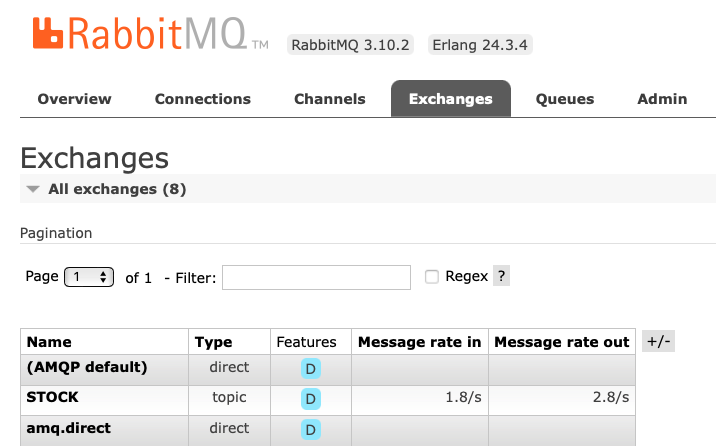 RabbitMQ TM RabbitMQ 3.10.2 Erlang 24.3.4
Overview Connections Channels Exchanges Queues Admin
Exchanges
All exchanges (8)
Pagination
Page 1 of 1 - Filter: Regex ?
Name Type Features Message rate in Message rate out +/-
(AMQP default) direct D
STOCK topic D 1.8/s 2.8/s
amq.direct direct D